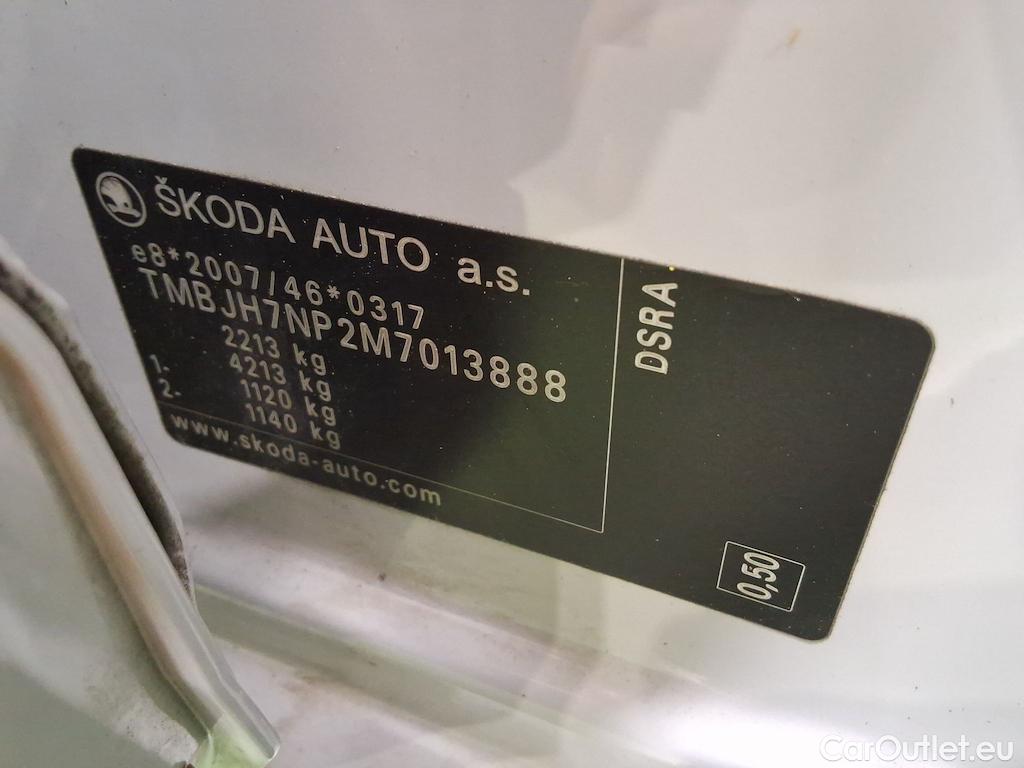 ŠKODA AUTO a.s.
e8*2007/46*0317
TMBJH7NP2M7013888
2213 kg
4213 kg
1. 1120 kg
2- 1140 kg
www.skoda-auto.com
DSRA
0,50
CarOutlet.eu